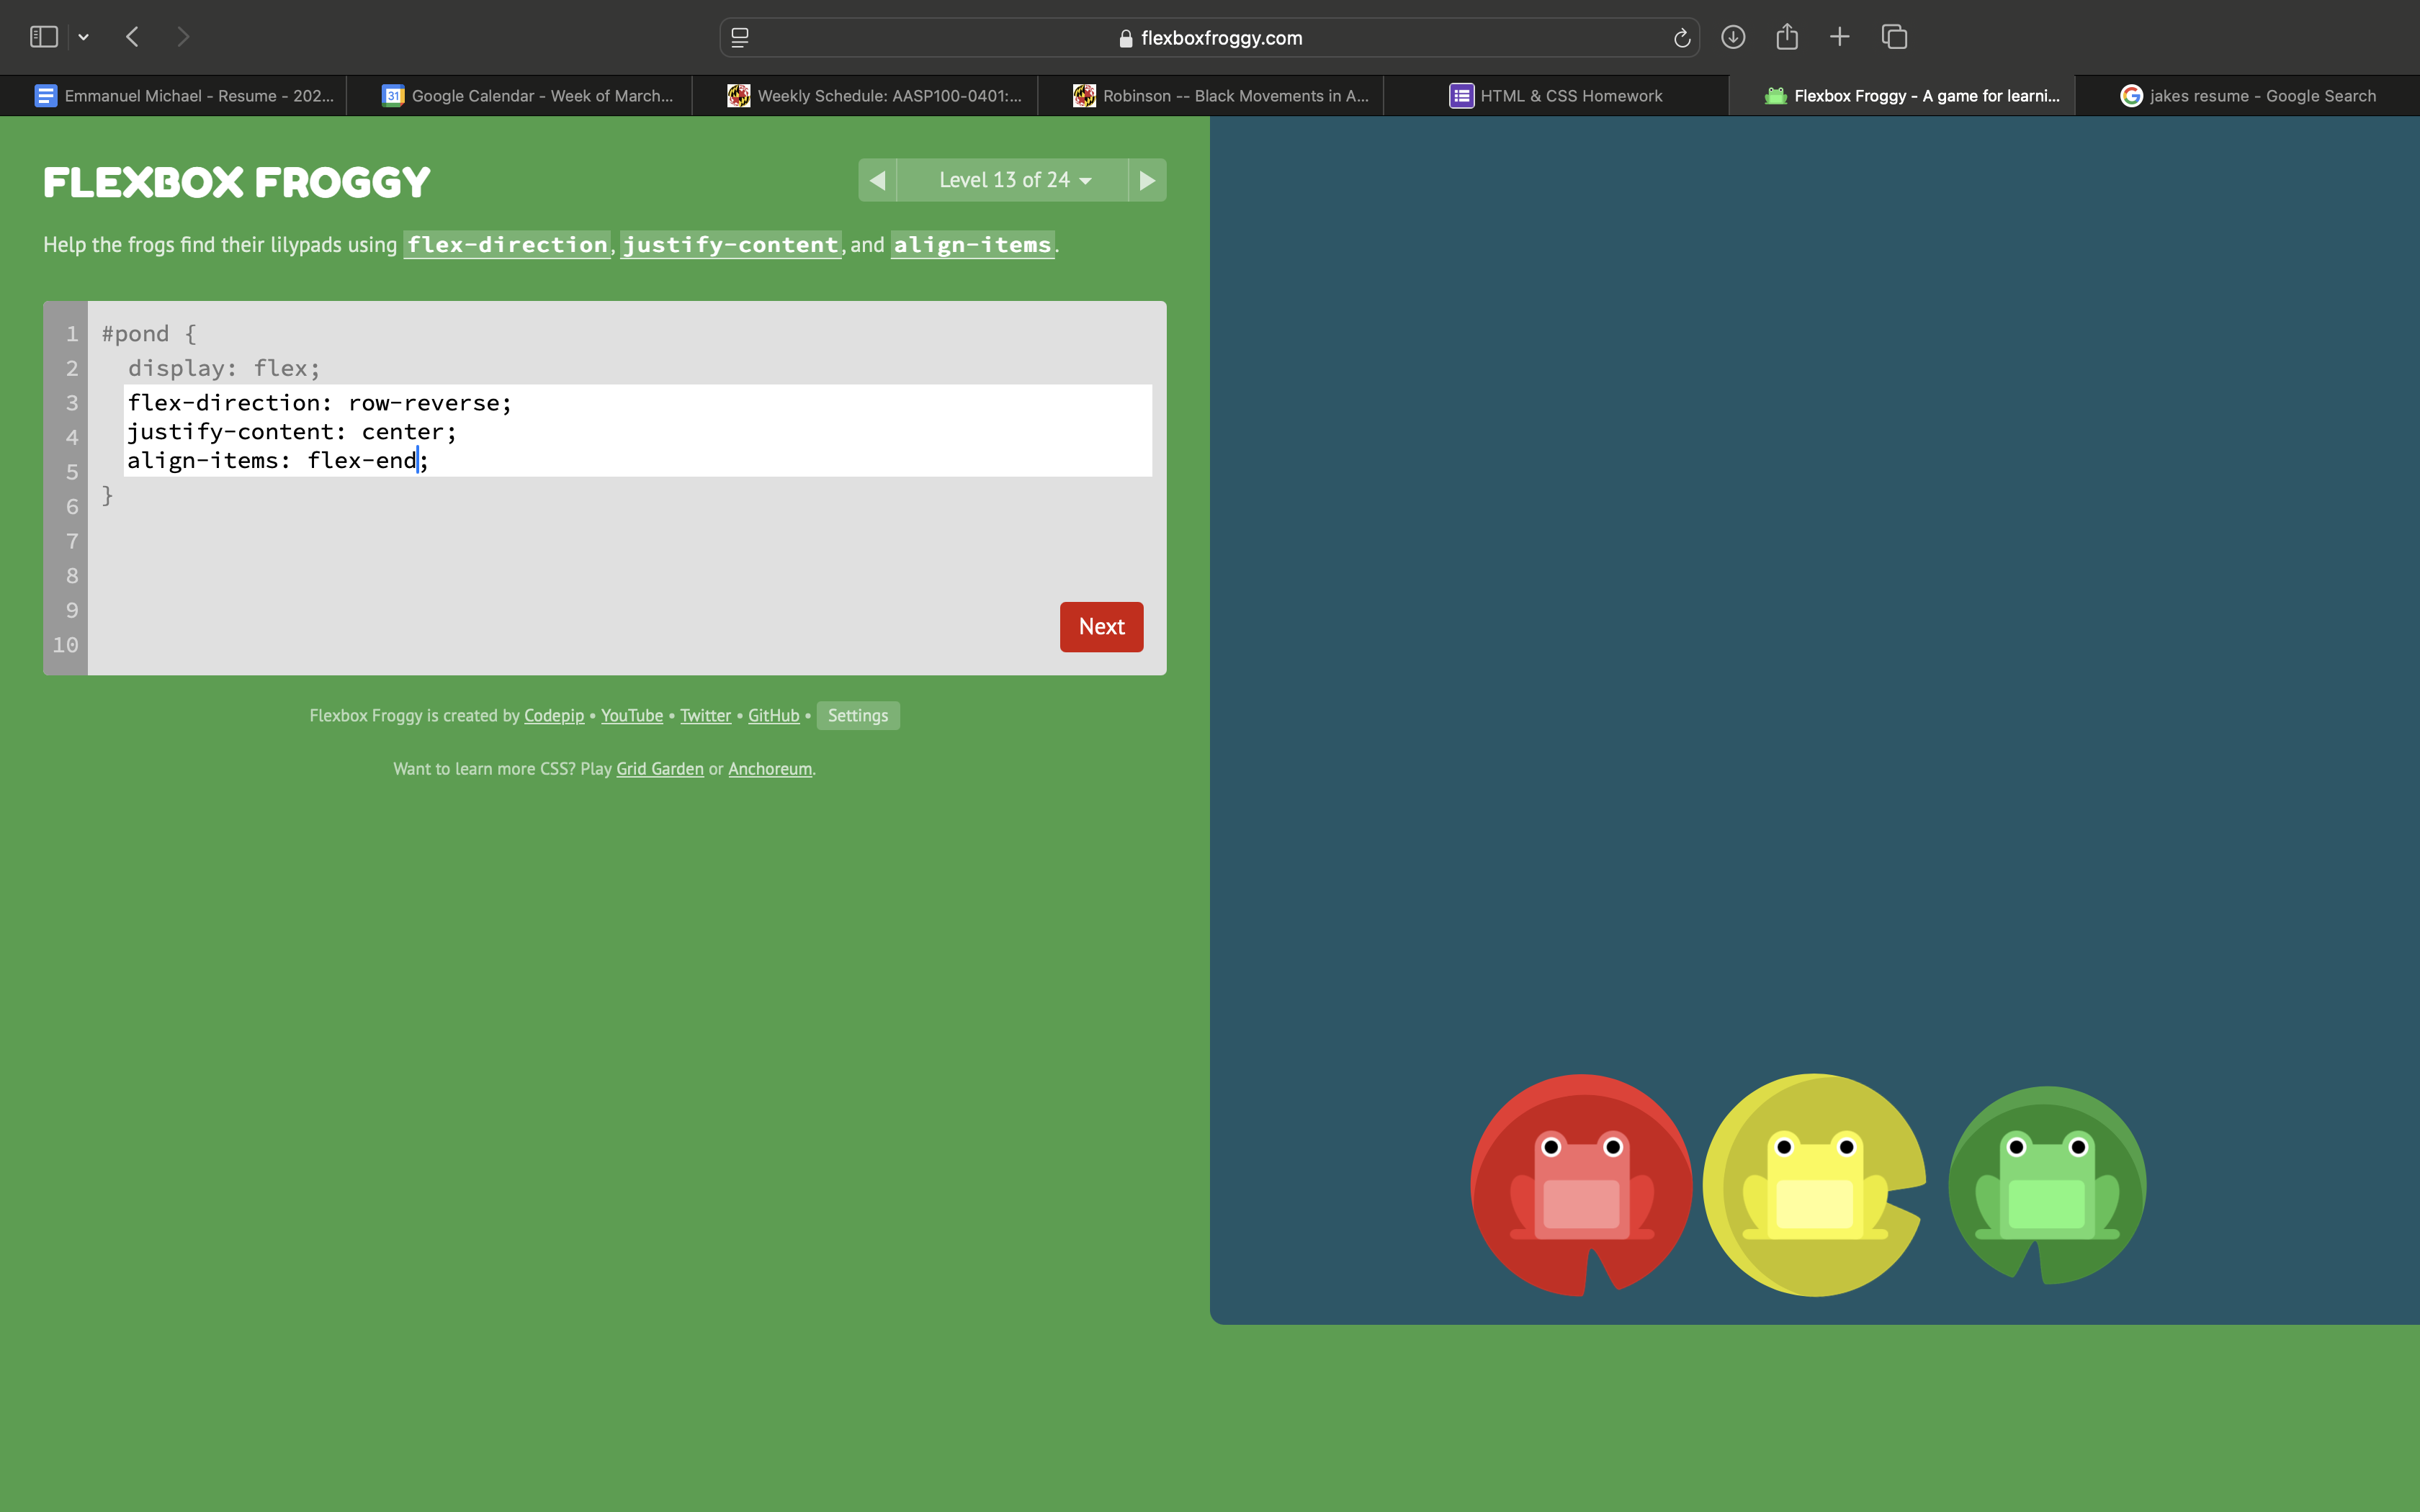 flexboxfroggy.com
Emmanuel Michael - Resume - 202...
31
Google Calendar - Week of March...
Weekly Schedule: AASP100-0401:...
Robinson -- Black Movements in A...
HTML & CSS Homework
Flexbox Froggy - A game for learni...
jakes resume - Google Search
FLEXBOX FROGGY
Level 13 of 24
Help the frogs find their lilypads using flex-direction, justify-content, and align-items.
1 #pond {
2 display: flex;
3 flex-direction: row-reverse;
4 justify-content: center;
5 align-items: flex-end;
6 }
7
8
9
10
Next
Flexbox Froggy is created by Codepip • YouTube • Twitter • GitHub • Settings
Want to learn more CSS? Play Grid Garden or Anchoreum.